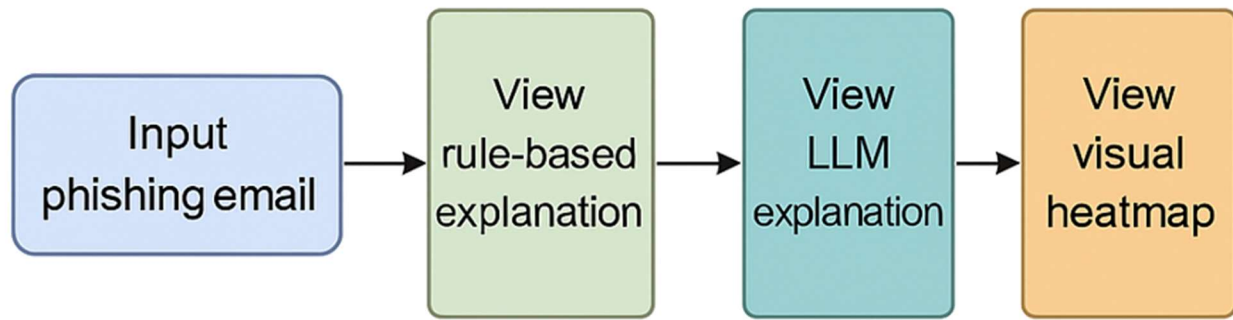 Input
phishing email
View
rule-based
explanation
View
LLM
explanation
View
visual
heatmap